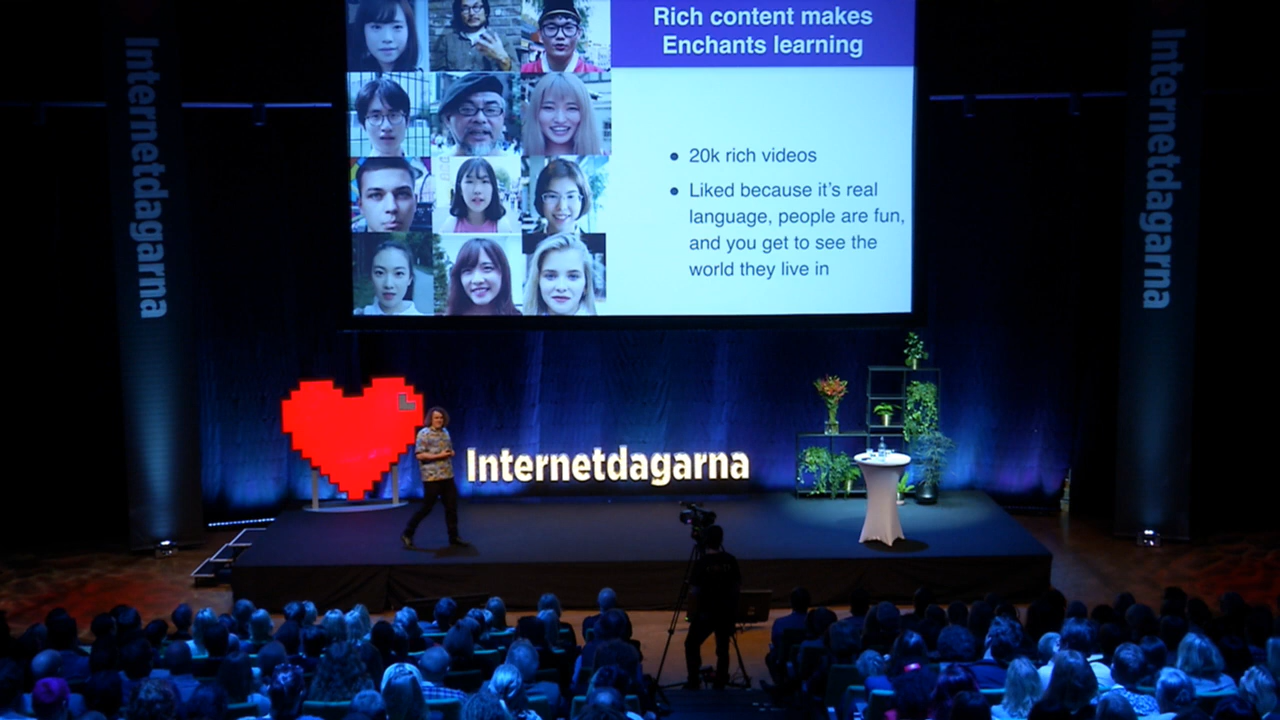 Rich content makes
Enchants learning
20k rich videos
Liked because it's real
language, people are fun,
and you get to see the
world they live in
Internetdagarna
Internetdagarna
Internetdagarna